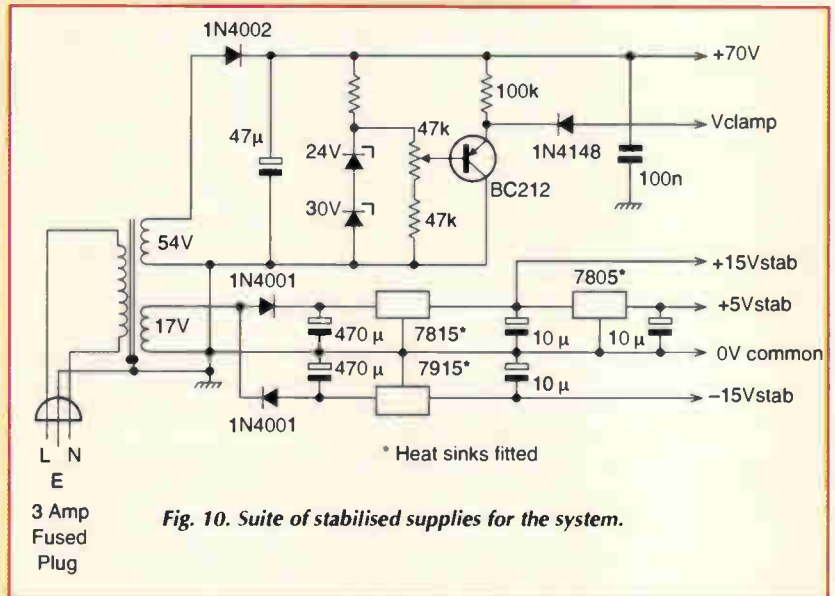 1N4002
+70V
100k
47k
Vclamp
47µ
24V
1N4148
BC212
100n
30V
47k
54V
+15Vstab
1N4001
7805*
7815*
+5Vstab
17V
470 µ
10 µ
10 µ
0V common
470 µ
7915*
10 µ
-15Vstab
1N4001
* Heat sinks fitted
L N
E
3 Amp
Fused
Plug
Fig. 10. Suite of stabilised supplies for the system.